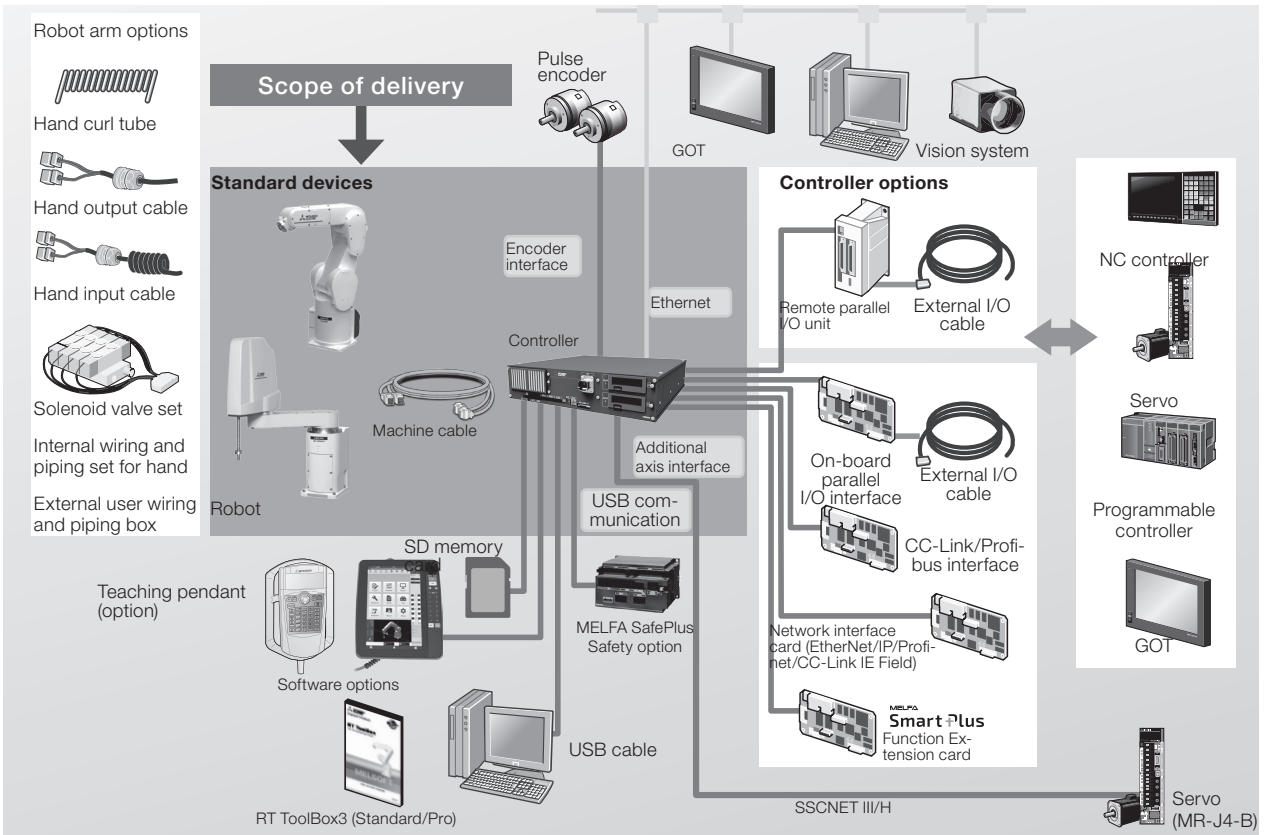 Robot arm options
Hand curl tube
Hand output cable
Hand input cable
Solenoid valve set
Internal wiring and
piping set for hand
External user wiring
and piping box
Scope of delivery
Standard devices
Robot
Machine cable
Controller
Pulse
encoder
Encoder
interface
Ethernet
Additional
axis interface
USB com-
munication
GOT
Vision system
Controller options
Remote parallel
I/O unit
External I/O
cable
On-board
parallel
I/O interface
External I/O
cable
CC-Link/Profi-
bus interface
Network interface
card (EtherNet/IP/Profi-
net/CC-Link IE Field)
MELFA
Smart Plus
Function Ex-
tension card
NC controller
Servo
Programmable
controller
GOT
Teaching pendant
(option)
SD memory
card
MELFA SafePlus
Safety option
Software options
RT ToolBox3
MELSOFT
RT ToolBox3 (Standard/Pro)
USB cable
SSCNET III/H
Servo
(MR-J4-B)